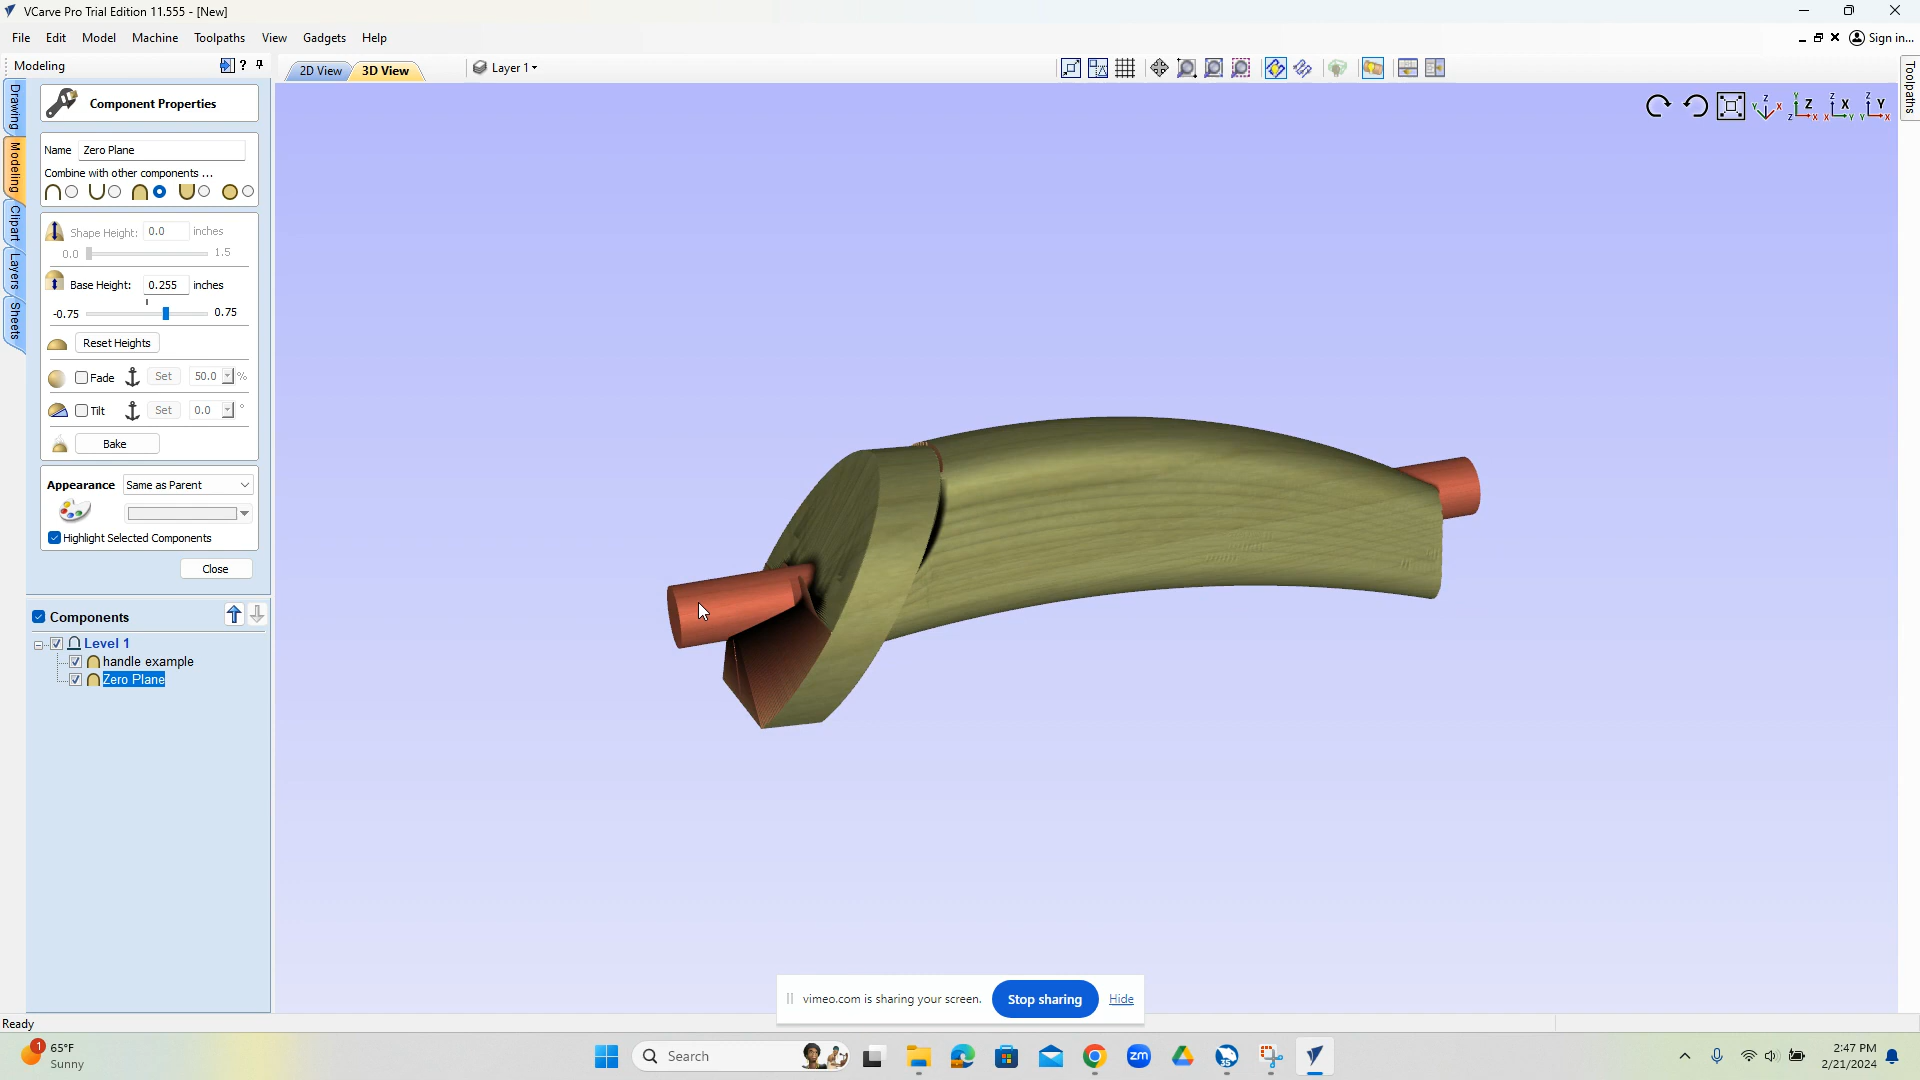 VCarve Pro Trial Edition 11.555 - [New]
File Edit Model Machine Toolpaths View Gadgets Help
Sign in...
Modeling ?
2D View 3D View Layer 1
Toolpaths
Drawing
Modeling
Clipart
Layers
Sheets
Component Properties
Name Zero Plane
Combine with other components ...
Shape Height: 0.0 inches
0.0 1.5
Base Height: 0.255 inches
-0.75 0.75
Reset Heights
Fade Set 50.0 %
Tilt Set 0.0 °
Bake
Appearance Same as Parent
Highlight Selected Components
Close
Components
Level 1
handle example
Zero Plane
vimeo.com is sharing your screen. Stop sharing Hide
Ready
1 65°F
Sunny
Search
zm
2:47 PM
2/21/2024